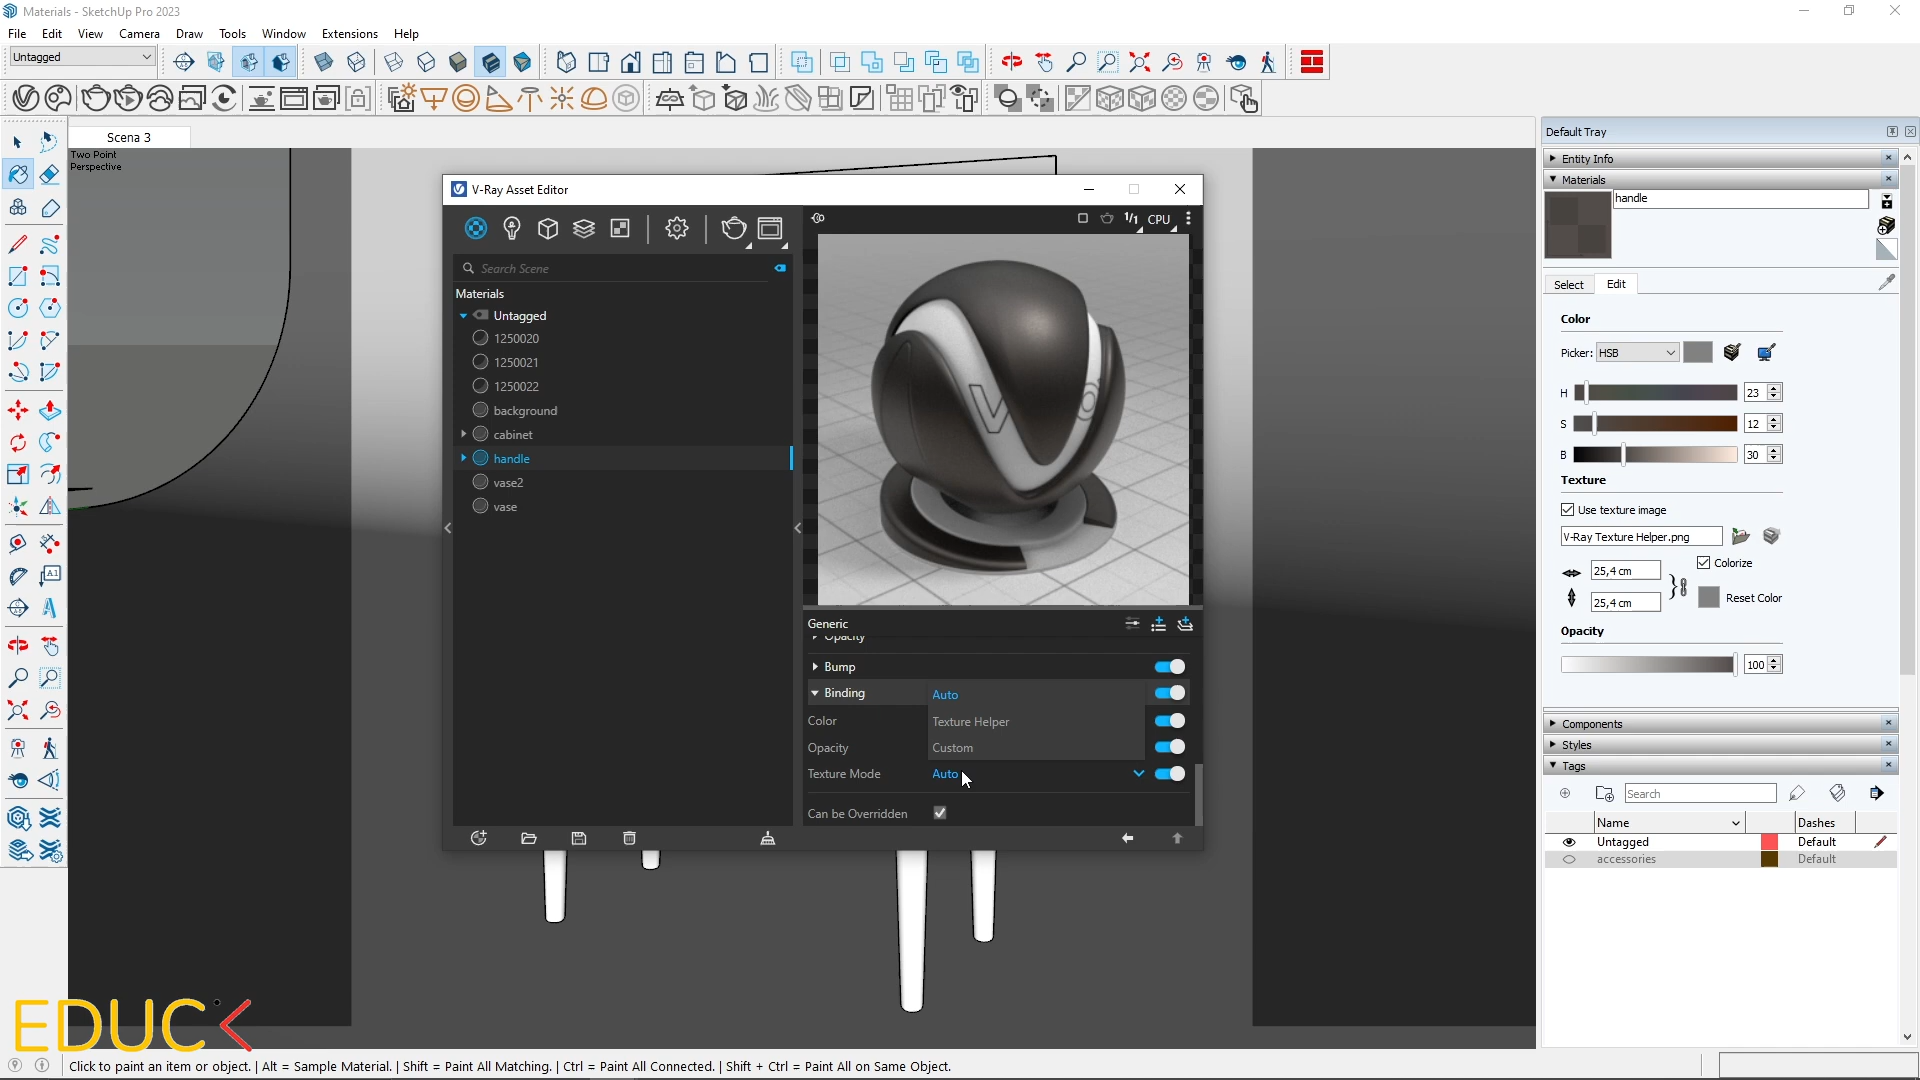 Materials - SketchUp Pro 2023
File Edit View Camera Draw Tools Window Extensions Help
Untagged
Scena 3
Two Point
Perspective
V-Ray Asset Editor
1/1 CPU
Search Scene
Materials
Untagged
1250020
1250021
1250022
background
cabinet
handle
vase2
vase
Generic
Opacity
Bump
Binding
Auto
Color
Texture Helper
Opacity
Custom
Texture Mode Auto
Can be Overridden
Default Tray
Entity Info
Materials
handle
Select Edit
Color
Picker: HSB
H 23
S 12
B 30
Texture
Use texture image
V-Ray Texture Helper.png
25,4 cm
Colorize
25,4 cm
Reset Color
Opacity
100
Components
Styles
Tags
Search
Name Dashes
Untagged Default
accessories Default
EDUC
Click to paint an item or object. | Alt = Sample Material. | Shift = Paint All Matching. | Ctrl = Paint All Connected. | Shift + Ctrl = Paint All on Same Object.